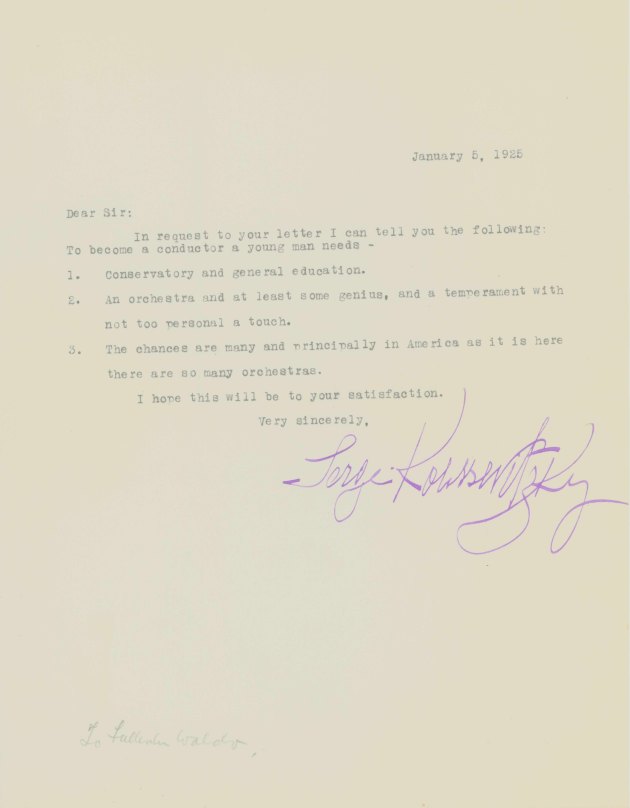 January 5, 1925
Dear Sir:
In request to your letter I can tell you the following:
To become a conductor a young man needs -
1. Conservatory and general education.
2. An orchestra and at least some genius, and a temperament with
not too personal a touch.
3. The chances are many and principally in America as it is here
there are so many orchestras.
I hope this will be to your satisfaction.
Very sincerely,
Serge Koussevitzky
To Waldo